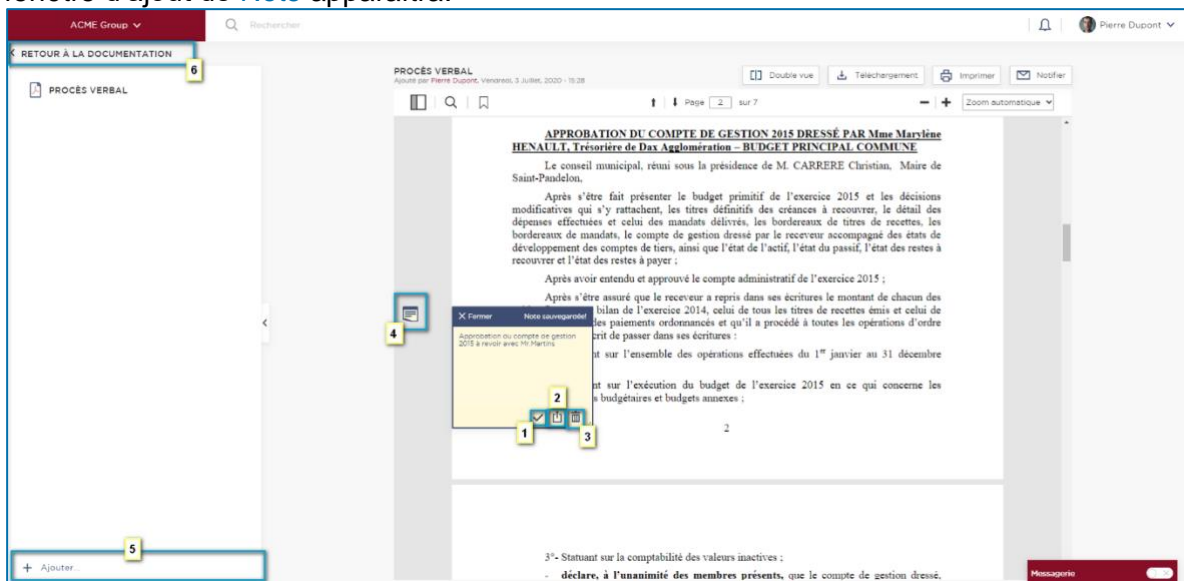 fenêtre d'ajout de Note apparaîtra.
ACME Group
Rechercher
Pierre Dupont
RETOUR À LA DOCUMENTATION
6
PROCÈS VERBAL
PROCÈS VERBAL
Ajouté par Pierre Dupont, Vendredi, 3 Juillet, 2020 - 15:28
Double vue
Téléchargement
Imprimer
Notifier
Page 2 sur 7
Zoom automatique
APPROBATION DU COMPTE DE GESTION 2015 DRESSÉ PAR Mme Marylène
HENAULT, Trésorière de Dax Agglomération – BUDGET PRINCIPAL COMMUNE
Le conseil municipal, réuni sous la présidence de M. CARRERE Christian, Maire de
Saint-Pandelon,
Après s'être fait présenter le budget primitif de l'exercice 2015 et les décisions
modificatives qui s'y rattachent, les titres définitifs des créances à recouvrer, le détail des
dépenses effectuées et celui des mandats délivrés, les bordereaux de titres de recettes, les
bordereaux de mandats, le compte de gestion dressé par le receveur accompagné des états de
développement des comptes de tiers, ainsi que l'état de l'actif, l'état du passif, l'état des restes à
recouvrer et l'état des restes à payer ;
Après avoir entendu et approuvé le compte administratif de l'exercice 2015 ;
Après s'être assuré que le receveur a repris dans ses écritures le montant de chacun des
bilan de l'exercice 2014, celui de tous les titres de recettes émis et celui de
des paiements ordonnancés et qu'il a procédé à toutes les opérations d'ordre
crit de passer dans ses écritures :
nt sur l'ensemble des opérations effectuées du 1er janvier au 31 décembre
nt sur l'exécution du budget de l'exercice 2015 en ce qui concerne les
s budgétaires et budgets annexes ;
4
Fermer
Note sauvegardé!
Approbation du compte de gestion
2015 à revoir avec Mr Martins
2
1
3
2
3°- Statuant sur la comptabilité des valeurs inactives ;
- déclare, à l'unanimité des membres présents, que le compte de gestion dressé,
5
+ Ajouter...
Messagerie